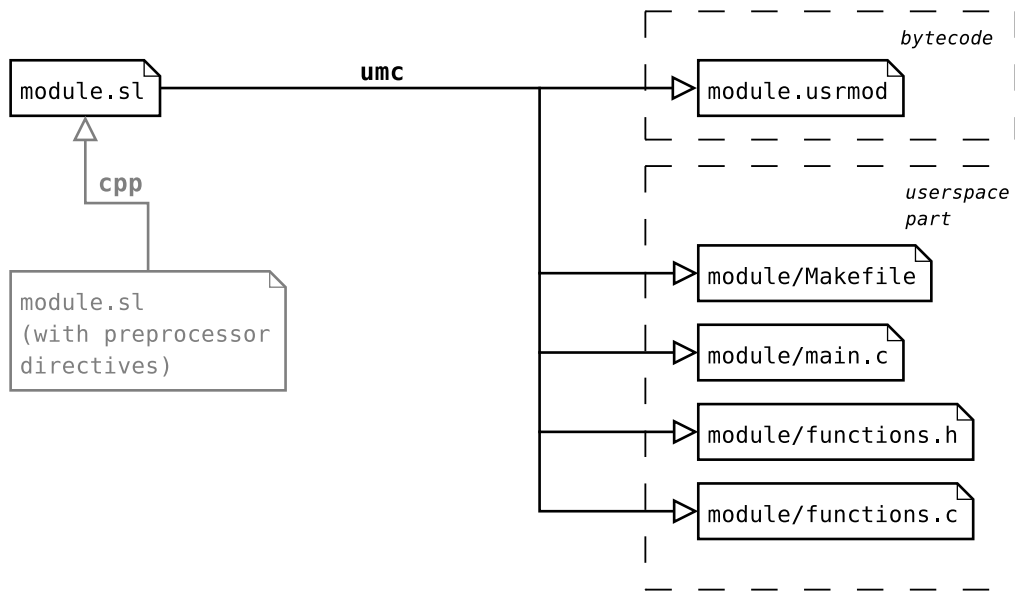 bytecode
umc
module.sl
module.usrmod
cpp
userspace
part
module/Makefile
module.sl
(with preprocessor
directives)
module/main.c
module/functions.h
module/functions.c